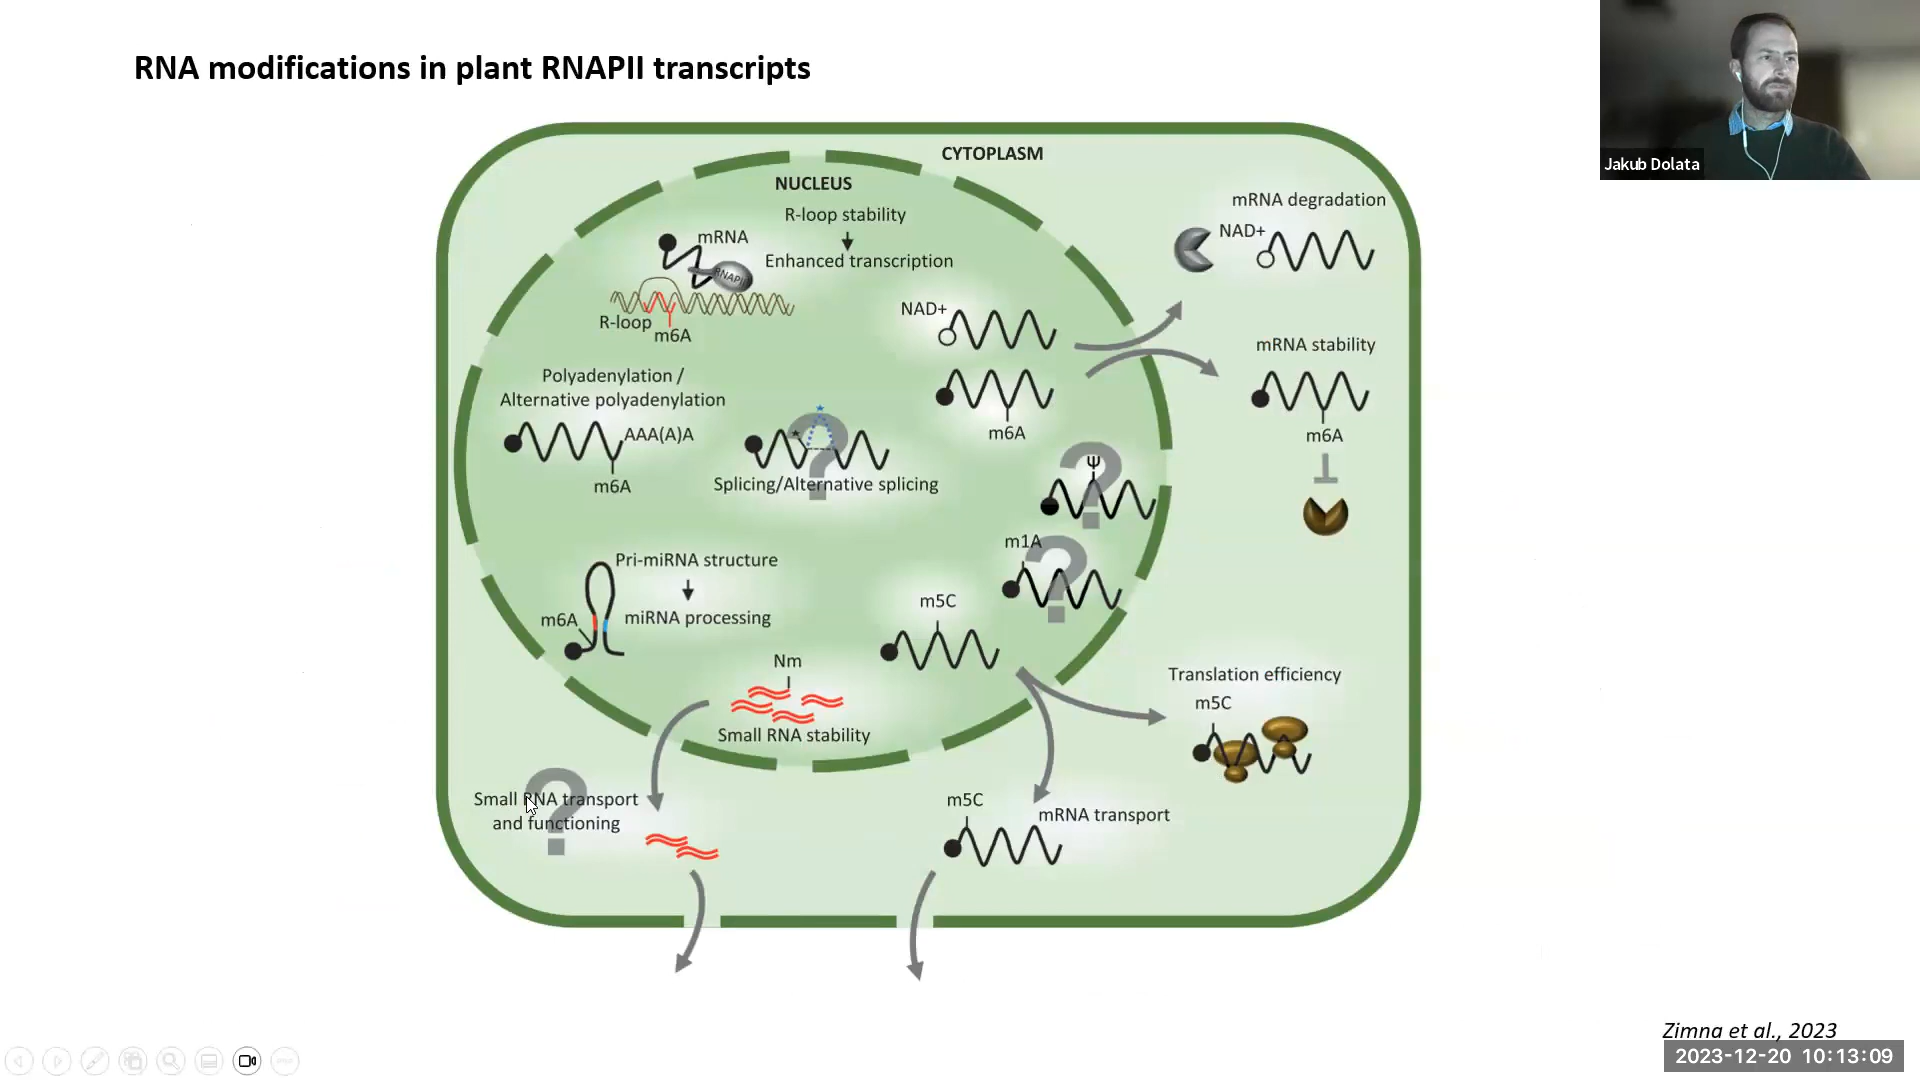 RNA modifications in plant RNAPII transcripts
Jakub Dolata
CYTOPLASM
NUCLEUS
R-loop stability
Enhanced transcription
mRNA
RNAPII
R-loop
m6A
mRNA degradation
NAD+
NAD+
m6A
mRNA stability
m6A
Polyadenylation /
Alternative polyadenylation
AAA(A)A
m6A
?
Splicing/Alternative splicing
Ψ
?
m1A
?
Pri-miRNA structure
miRNA processing
m6A
m5C
Nm
Small RNA stability
Translation efficiency
m5C
?
Small RNA transport
and functioning
m5C
mRNA transport
Zimna et al., 2023
2023-12-20 10:13:09